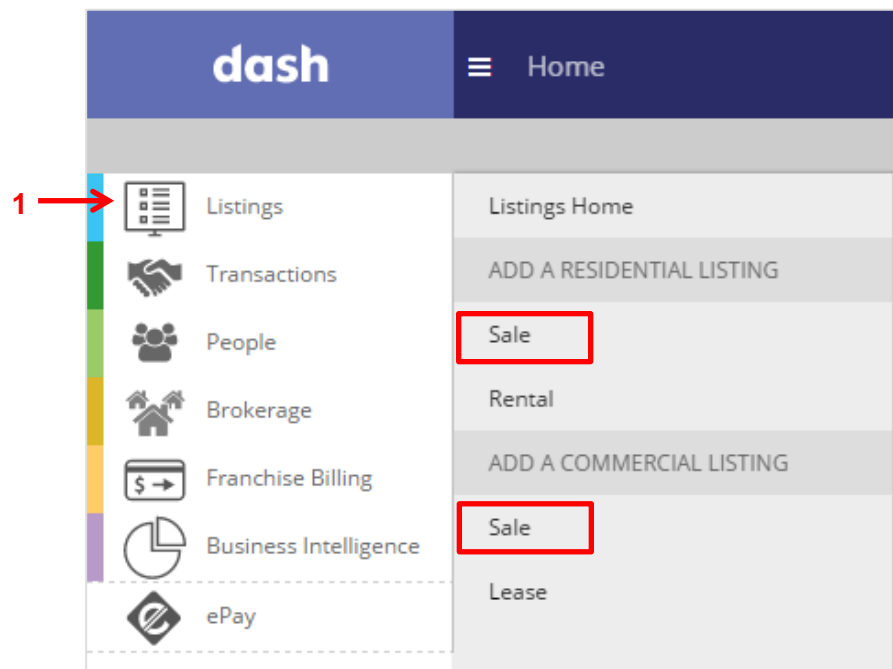 dash
Home
1
Listings
Transactions
People
Brokerage
$
Franchise Billing
Business Intelligence
e
ePay
Listings Home
ADD A RESIDENTIAL LISTING
Sale
Rental
ADD A COMMERCIAL LISTING
Sale
Lease